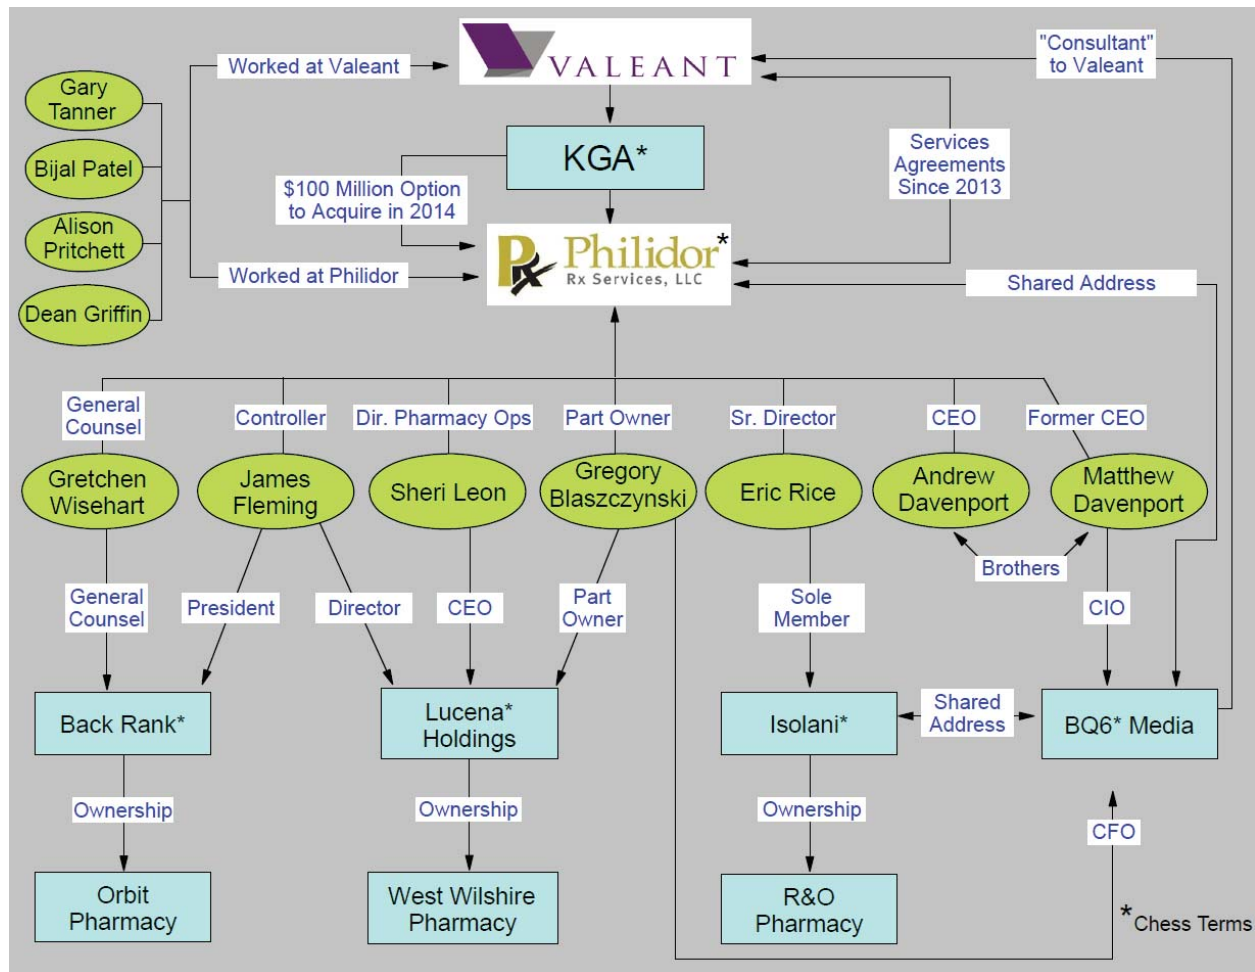 VALEANT
Worked at Valeant
"Consultant"
to Valeant
Gary
Tanner
Bijal Patel
Alison
Pritchett
Dean Griffin
KGA*
Services
Agreements
Since 2013
$100 Million Option
to Acquire in 2014
Philidor*
Rx Services, LLC
Worked at Philidor
Shared Address
General
Counsel
Controller
Dir. Pharmacy Ops
Part Owner
Sr. Director
CEO
Former CEO
Gretchen
Wisehart
James
Fleming
Sheri Leon
Gregory
Blaszczynski
Eric Rice
Andrew
Davenport
Matthew
Davenport
Brothers
General
Counsel
President
Director
CEO
Part
Owner
Sole
Member
CIO
Back Rank*
Lucena*
Holdings
Isolani*
Shared
Address
BQ6* Media
Ownership
Ownership
Ownership
CFO
Orbit
Pharmacy
West Wilshire
Pharmacy
R&O
Pharmacy
*Chess Terms